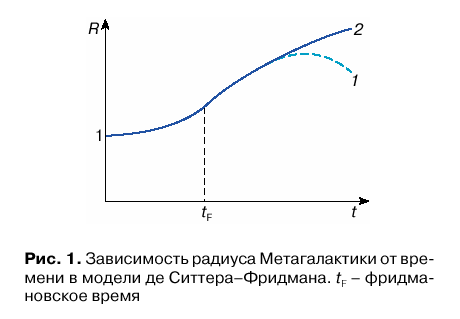 R
2
1
1
t_F
t
Рис. 1. Зависимость радиуса Метагалактики от вре-
мени в модели де Ситтера–Фридмана. t_F – фридма-
новское время